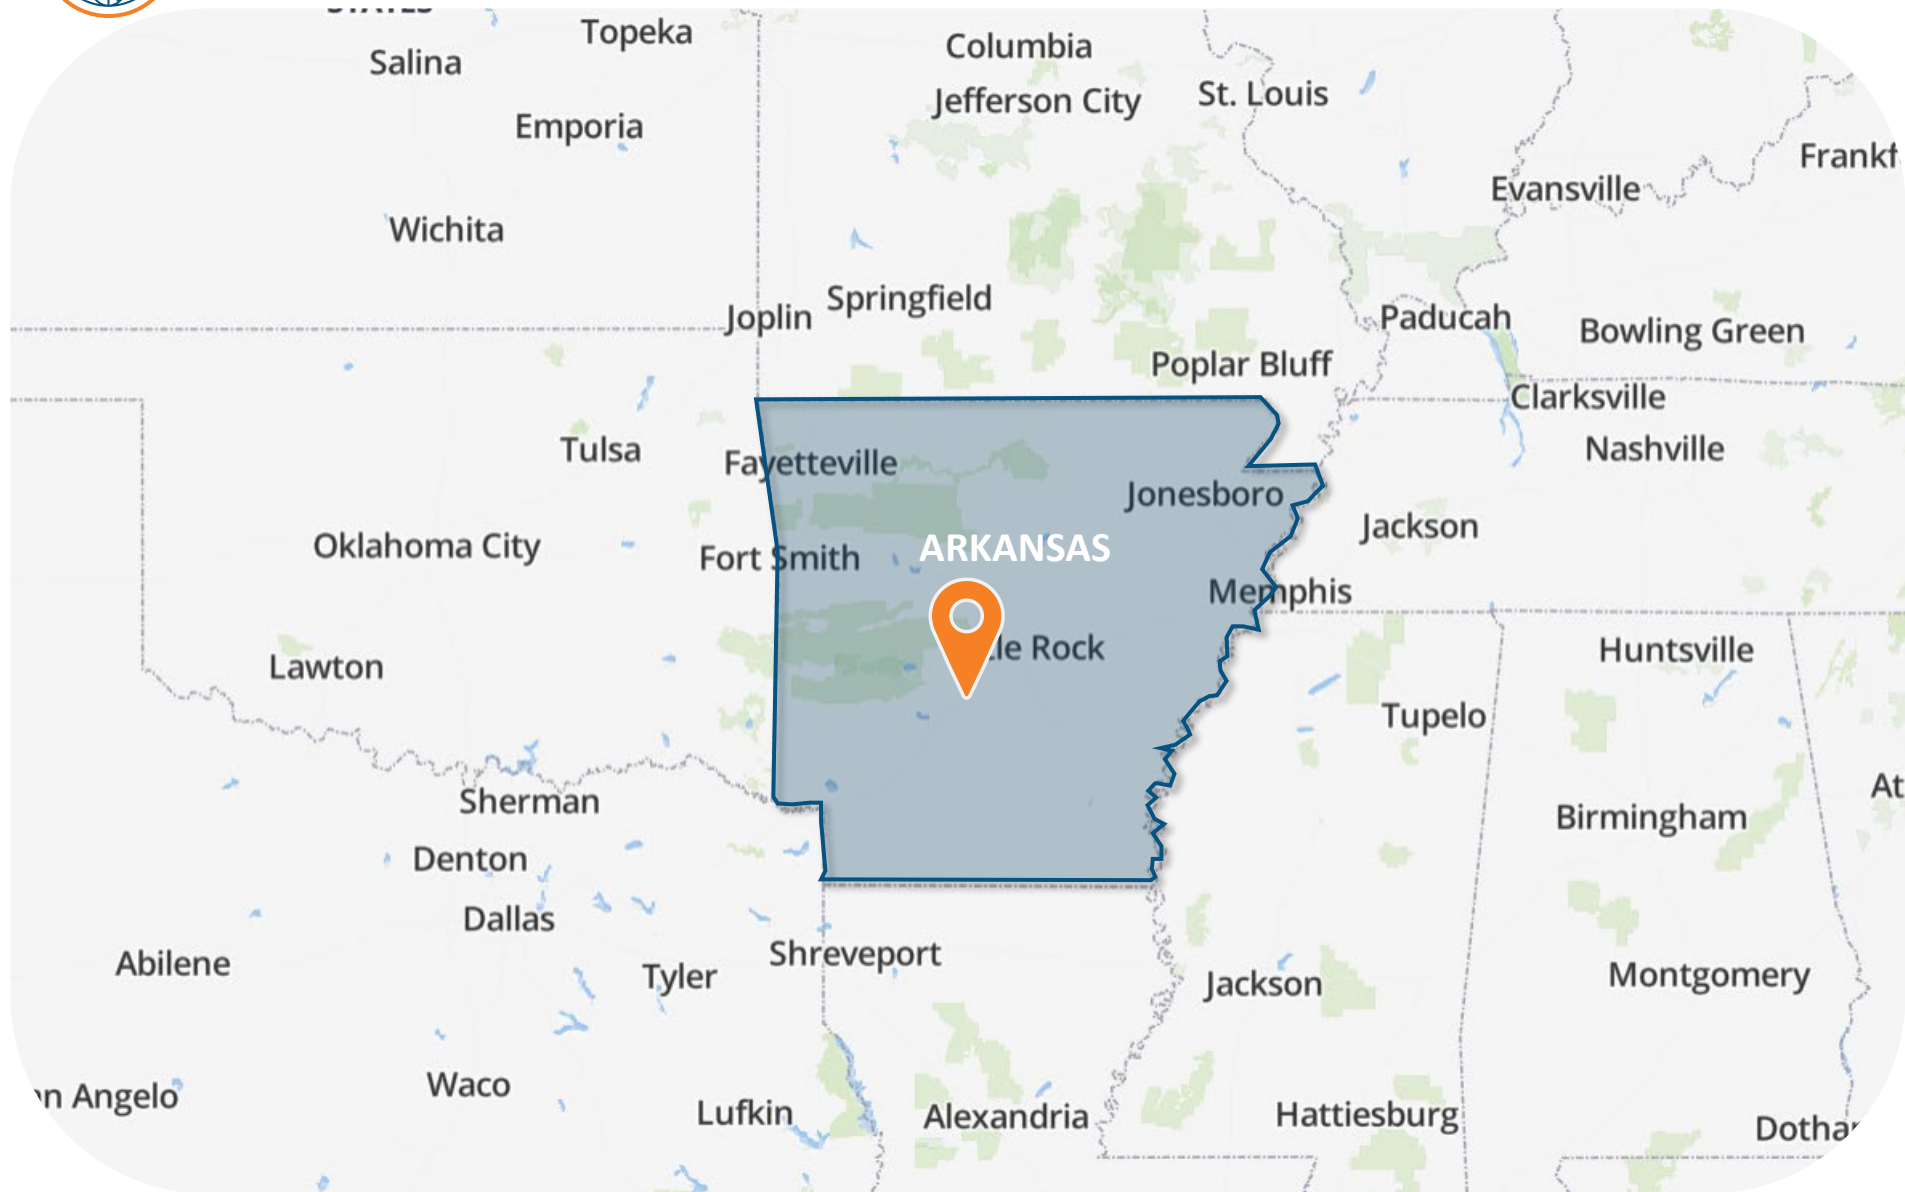 Topeka
Columbia
Salina
Jefferson City
St. Louis
Emporia
Frankf
Evansville
Wichita
Springfield
Joplin
Paducah
Bowling Green
Poplar Bluff
Clarksville
Tulsa
Fayetteville
Nashville
Jonesboro
Jackson
Oklahoma City
Fort Smith
ARKANSAS
Memphis
Lawton
le Rock
Huntsville
Tupelo
At
Sherman
Birmingham
Denton
Dallas
Shreveport
Abilene
Tyler
Jackson
Montgomery
Waco
n Angelo
Lufkin
Alexandria
Hattiesburg
Dotha